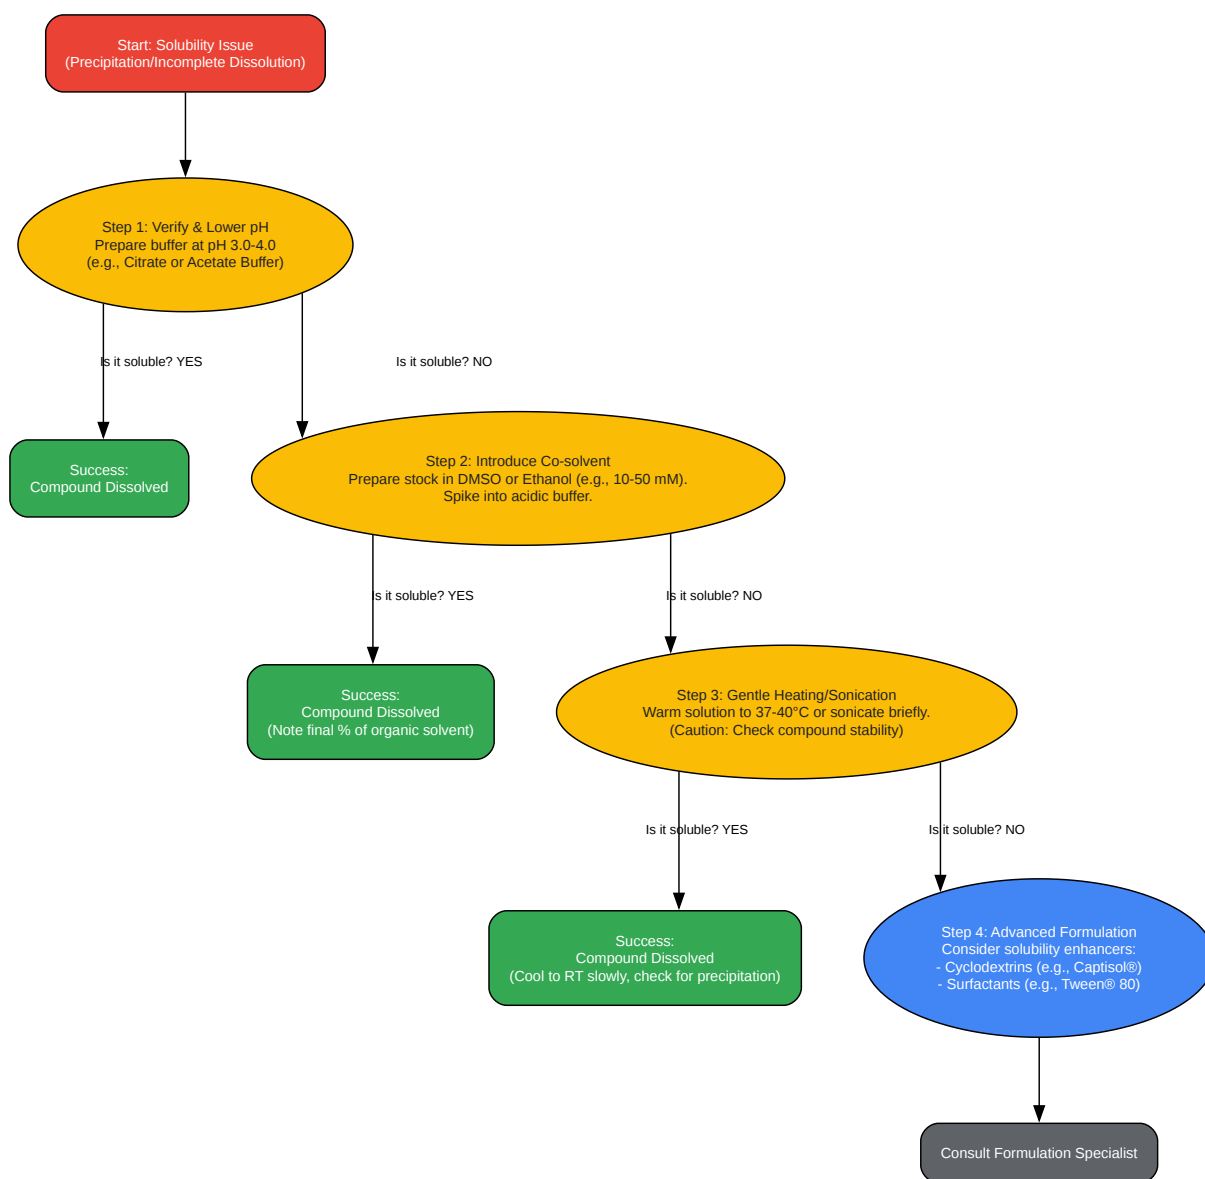 Start: Solubility Issue
(Precipitation/Incomplete Dissolution)
Step 1: Verify & Lower pH
Prepare buffer at pH 3.0-4.0
(e.g., Citrate or Acetate Buffer)
Is it soluble? YES
Is it soluble? NO
Success:
Compound Dissolved
Step 2: Introduce Co-solvent
Prepare stock in DMSO or Ethanol (e.g., 10-50 mM).
Spike into acidic buffer.
Is it soluble? YES
Is it soluble? NO
Success:
Compound Dissolved
(Note final % of organic solvent)
Step 3: Gentle Heating/Sonication
Warm solution to 37-40°C or sonicate briefly.
(Caution: Check compound stability)
Is it soluble? YES
Is it soluble? NO
Success:
Compound Dissolved
(Cool to RT slowly, check for precipitation)
Step 4: Advanced Formulation
Consider solubility enhancers:
- Cyclodextrins (e.g., Captisol®)
- Surfactants (e.g., Tween® 80)
Consult Formulation Specialist